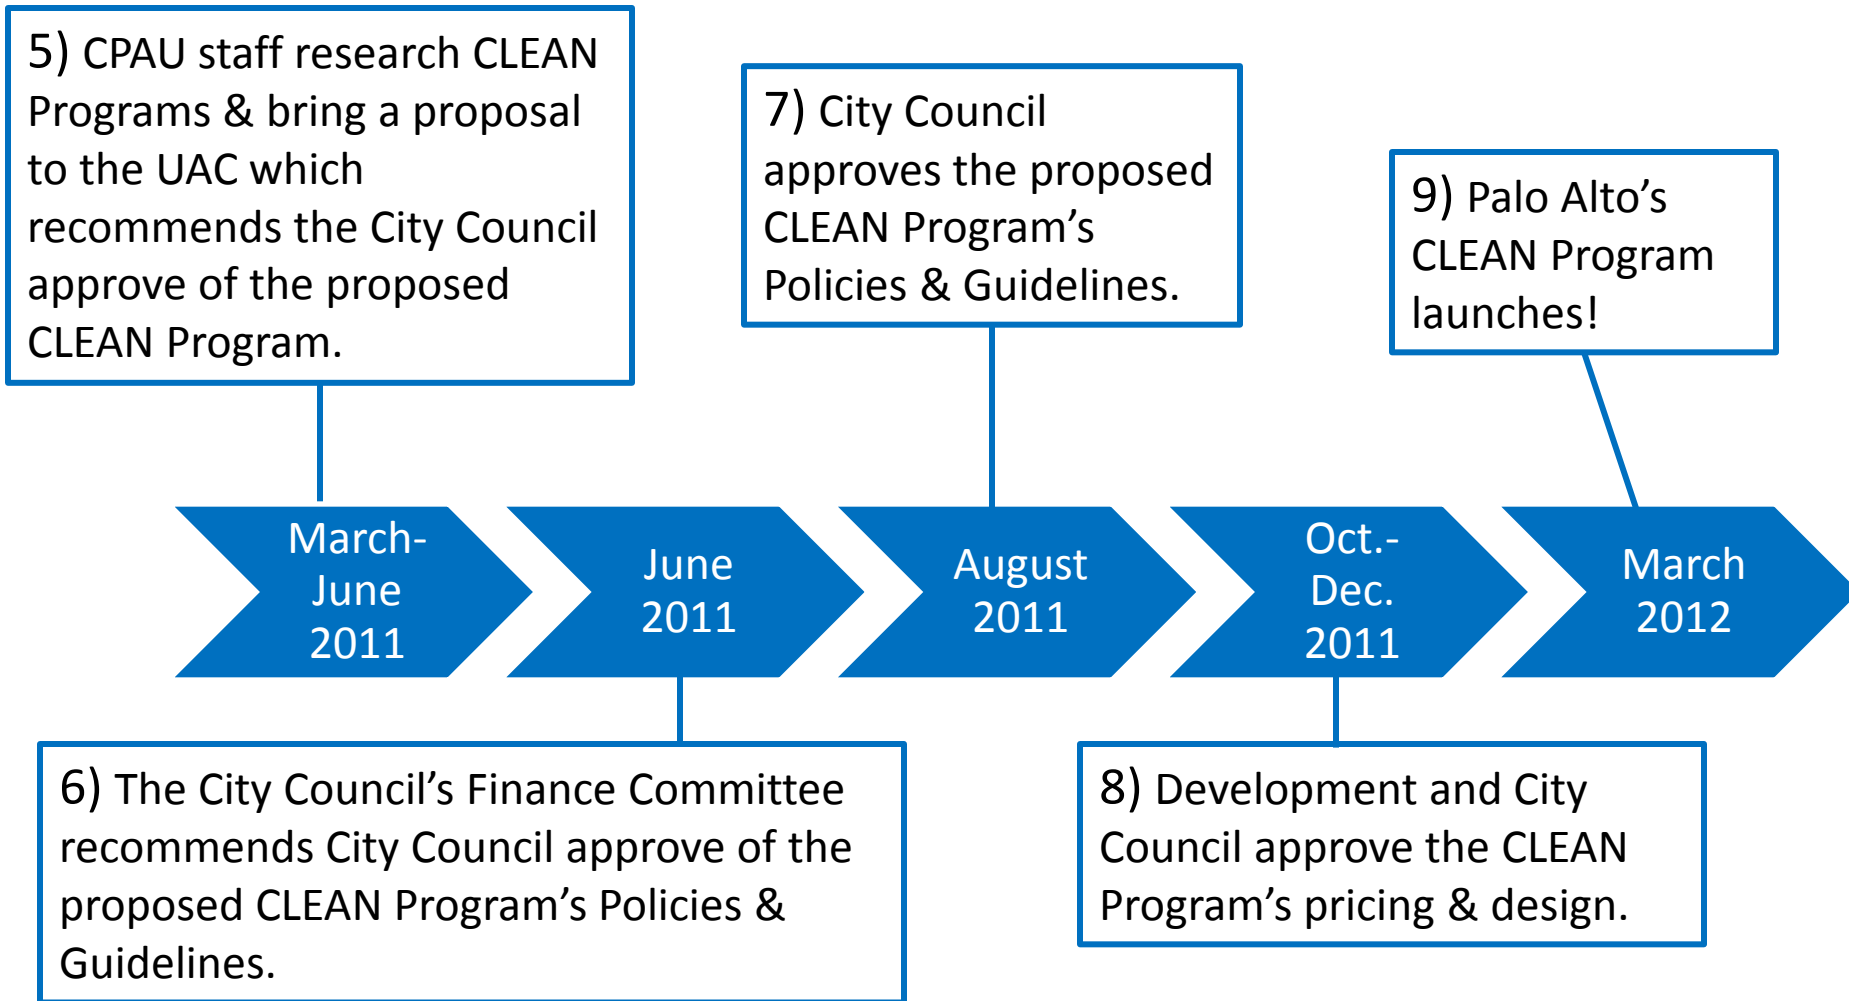 5) CPAU staff research CLEAN
Programs & bring a proposal
to the UAC which
recommends the City Council
approve of the proposed
CLEAN Program.
7) City Council
approves the proposed
CLEAN Program’s
Policies & Guidelines.
9) Palo Alto’s
CLEAN Program
launches!
March-
June
2011
June
2011
August
2011
Oct.-
Dec.
2011
March
2012
6) The City Council’s Finance Committee
recommends City Council approve of the
proposed CLEAN Program’s Policies &
Guidelines.
8) Development and City
Council approve the CLEAN
Program’s pricing & design.